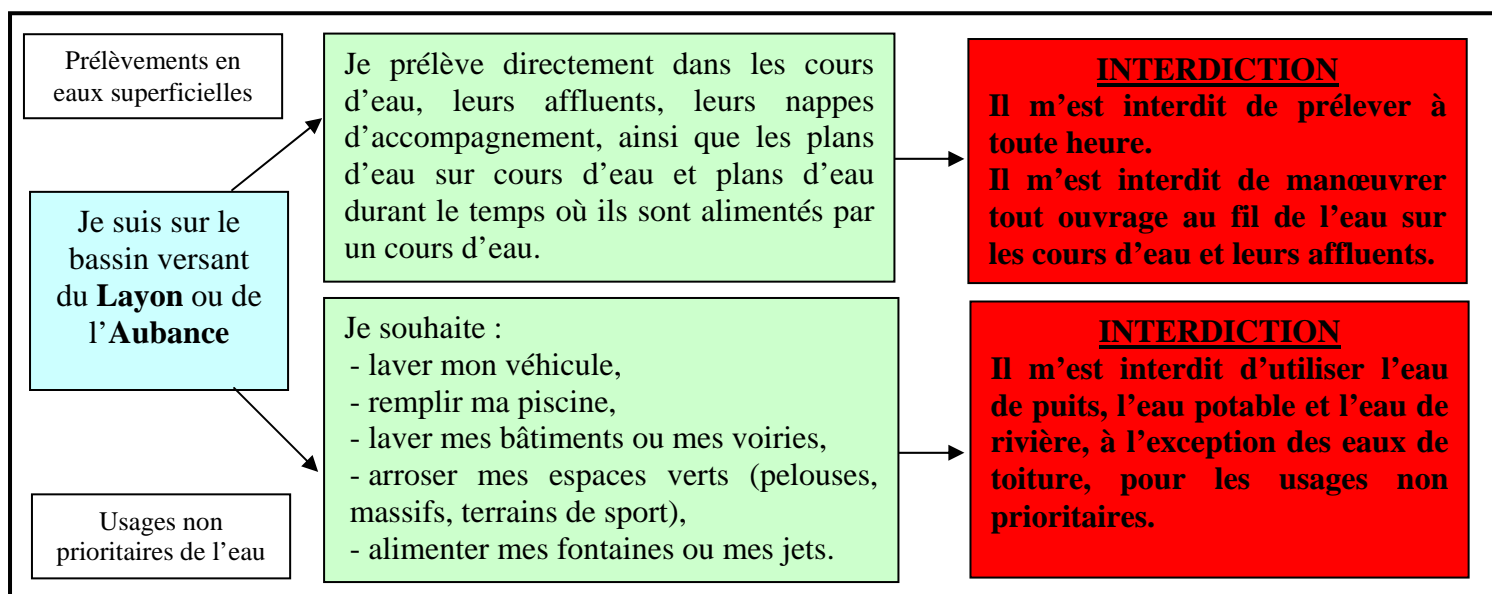 Prélèvements en
eaux superficielles
Je suis sur le
bassin versant
du Layon ou de
l’Aubance
Usages non
prioritaires de l’eau
Je prélève directement dans les cours
d’eau, leurs affluents, leurs nappes
d’accompagnement, ainsi que les plans
d’eau sur cours d’eau et plans d’eau
durant le temps où ils sont alimentés par
un cours d’eau.
INTERDICTION
Il m’est interdit de prélever à
toute heure.
Il m’est interdit de manœuvrer
tout ouvrage au fil de l’eau sur
les cours d’eau et leurs affluents.
Je souhaite :
- laver mon véhicule,
- remplir ma piscine,
- laver mes bâtiments ou mes voiries,
- arroser mes espaces verts (pelouses,
massifs, terrains de sport),
- alimenter mes fontaines ou mes jets.
INTERDICTION
Il m’est interdit d’utiliser l’eau
de puits, l’eau potable et l’eau de
rivière, à l’exception des eaux de
toiture, pour les usages non
prioritaires.